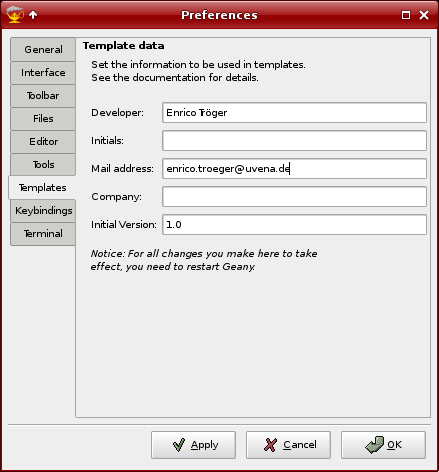 Preferences
General
Interface
Toolbar
Files
Editor
Tools
Templates
Keybindings
Terminal
Template data
Set the information to be used in templates.
See the documentation for details.
Developer: Enrico Tröger
Initials:
Mail address: enrico.troeger@uvena.de
Company:
Initial Version: 1.0
Notice: For all changes you make here to take
effect, you need to restart Geany.
Apply Cancel OK